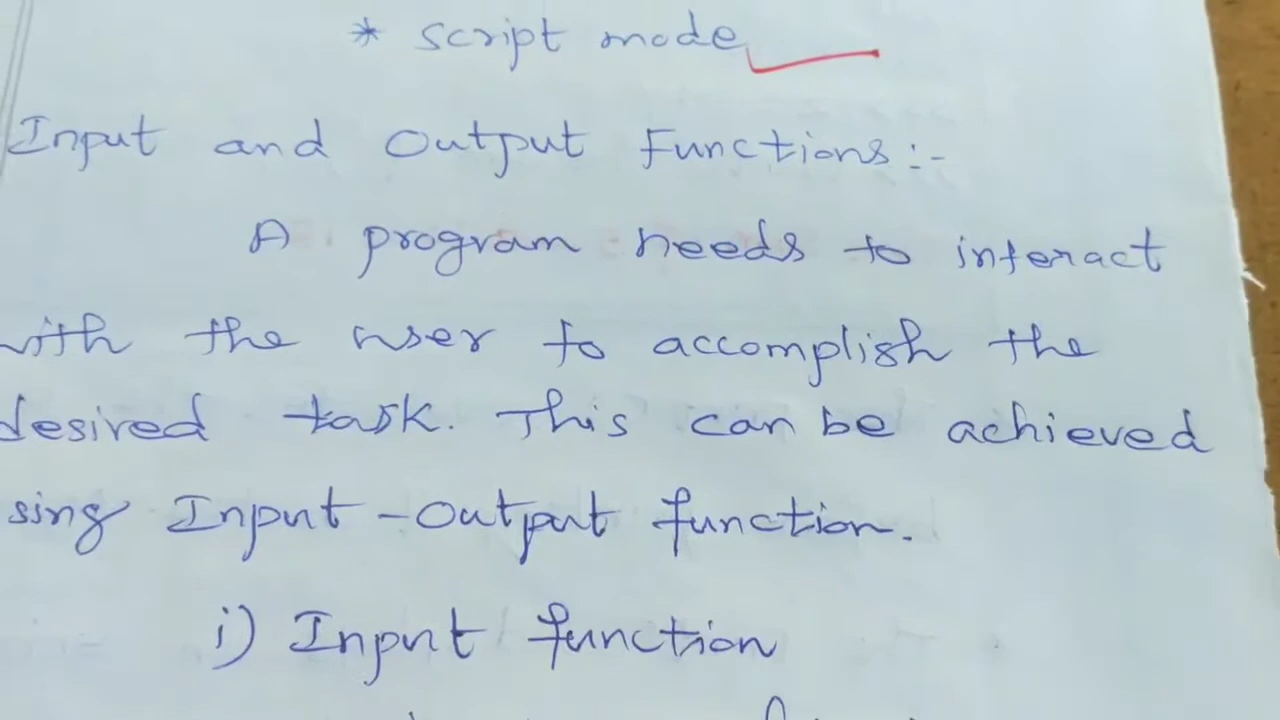 * Script mode
Input and Output Functions:-
A program needs to interact
with the user to accomplish the
desired task. This can be achieved
sing Input-Output function.
i) Input function